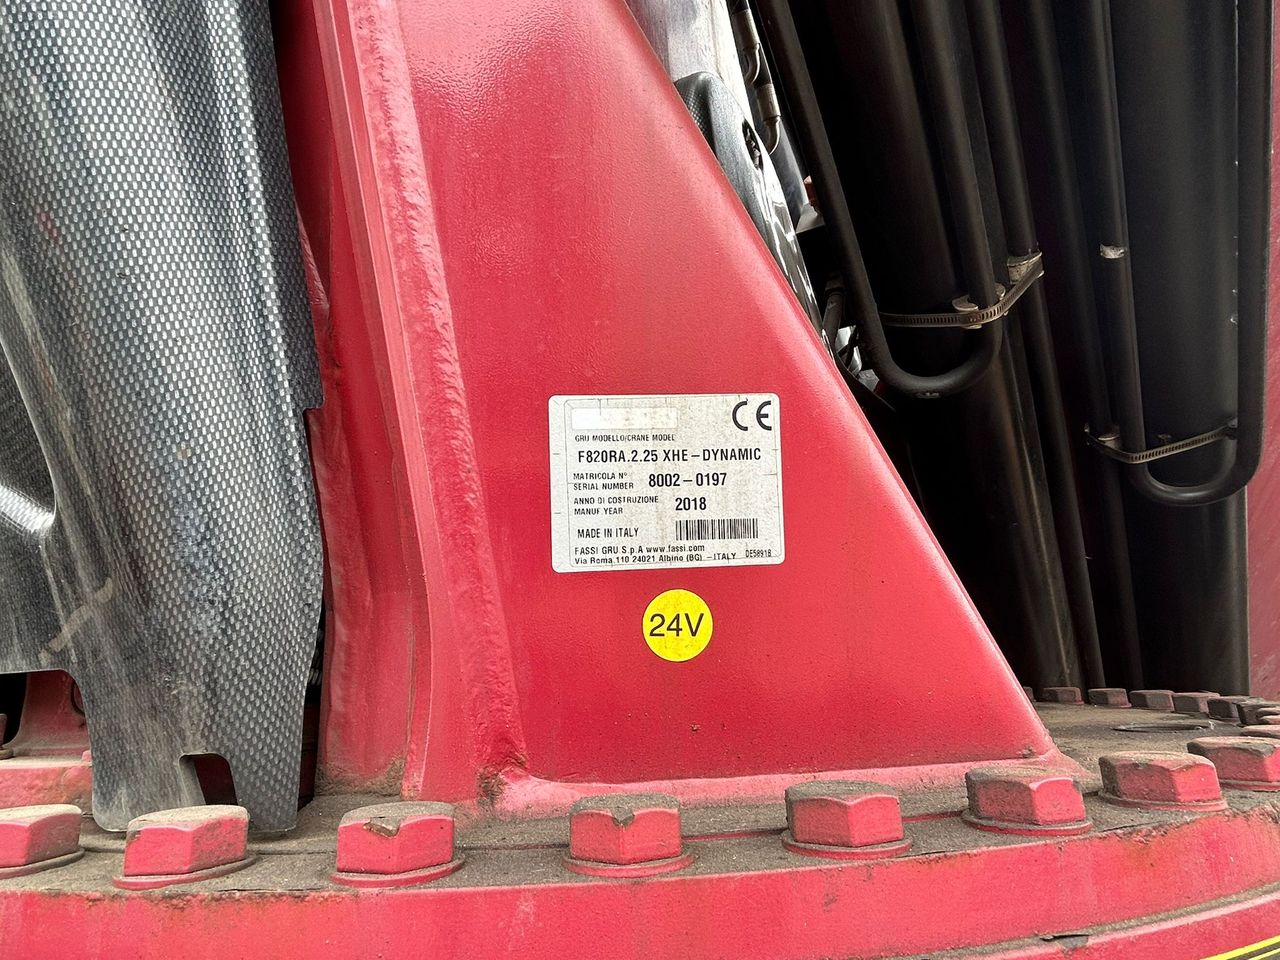 CE
GRU MODELLO/CRANE MODEL
F820RA.2.25 XHE-DYNAMIC
MATRICOLA N°
SERIAL NUMBER 8002-0197
ANNO DI COSTRUZIONE
MANUF YEAR 2018
MADE IN ITALY
FASSI GRU S.p.A www.fassi.com
Via Roma,110 24021 Albino (BG) - ITALY DE5891B
24V